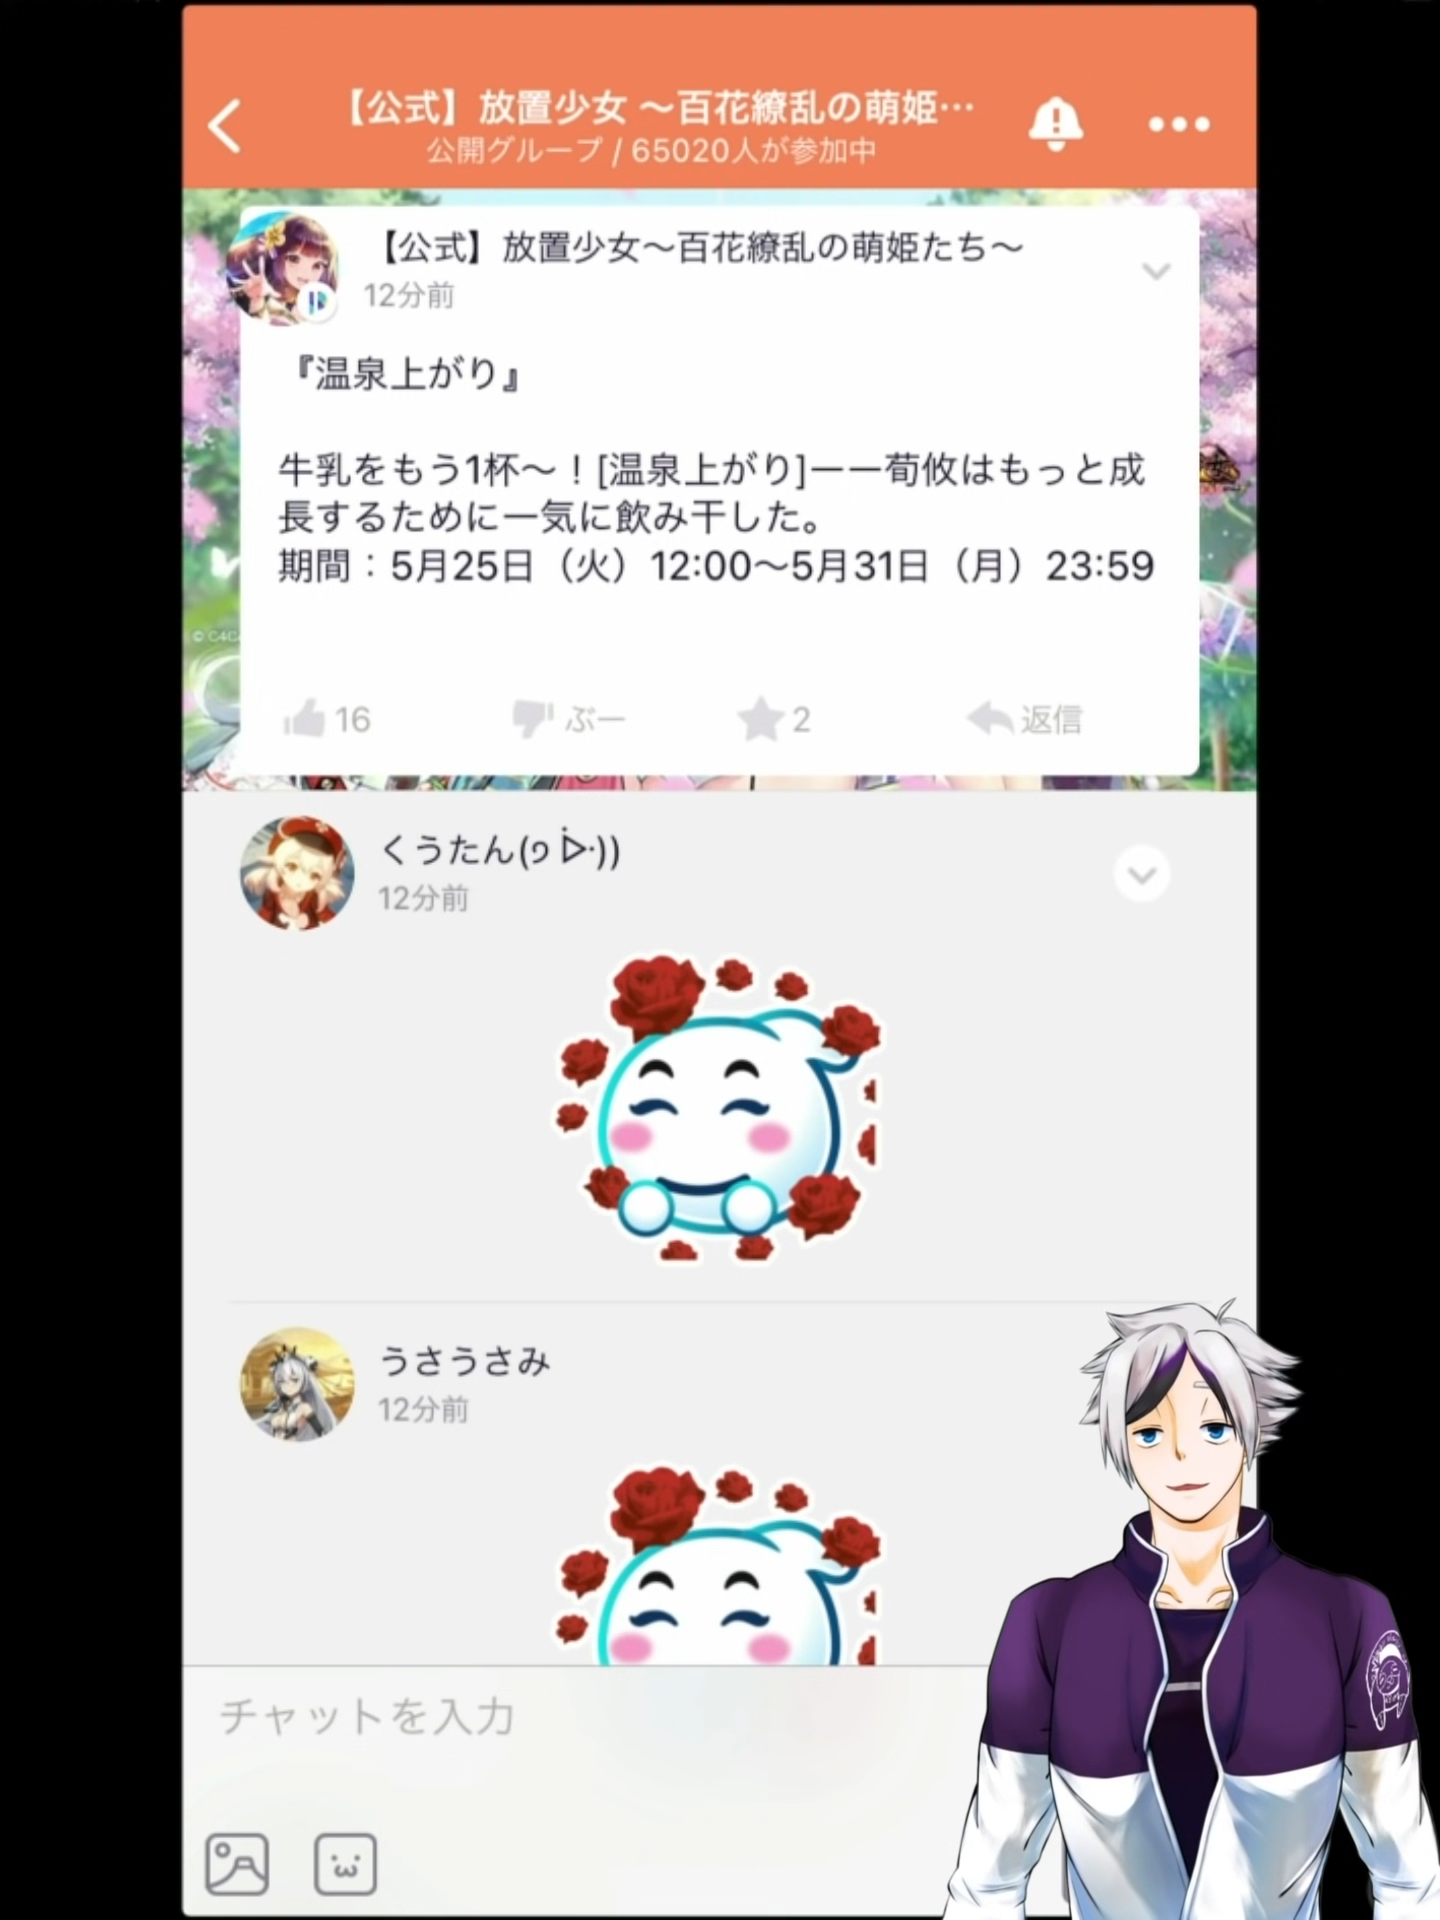 【公式】放置少女 〜百花繚乱の萌姫…
公開グループ / 65020人が参加中
【公式】放置少女〜百花繚乱の萌姫たち〜
12分前
『温泉上がり』
牛乳をもう1杯〜！[温泉上がり]ーー荀攸はもっと成
長するために一気に飲み干した。
期間：5月25日（火）12:00〜5月31日（月）23:59
© C4C
16
ぶー
2
返信
くうたん(ว ᐖ·))
12分前
うさうさみ
12分前
チャットを入力